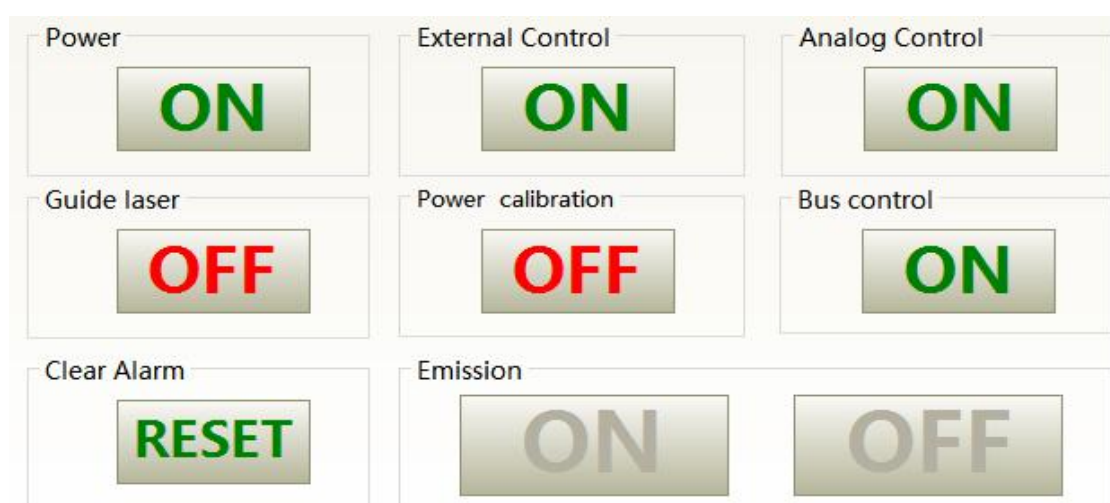 Power
External Control
Analog Control
ON
ON
ON
Guide laser
Power calibration
Bus control
OFF
OFF
ON
Clear Alarm
Emission
RESET
ON
OFF